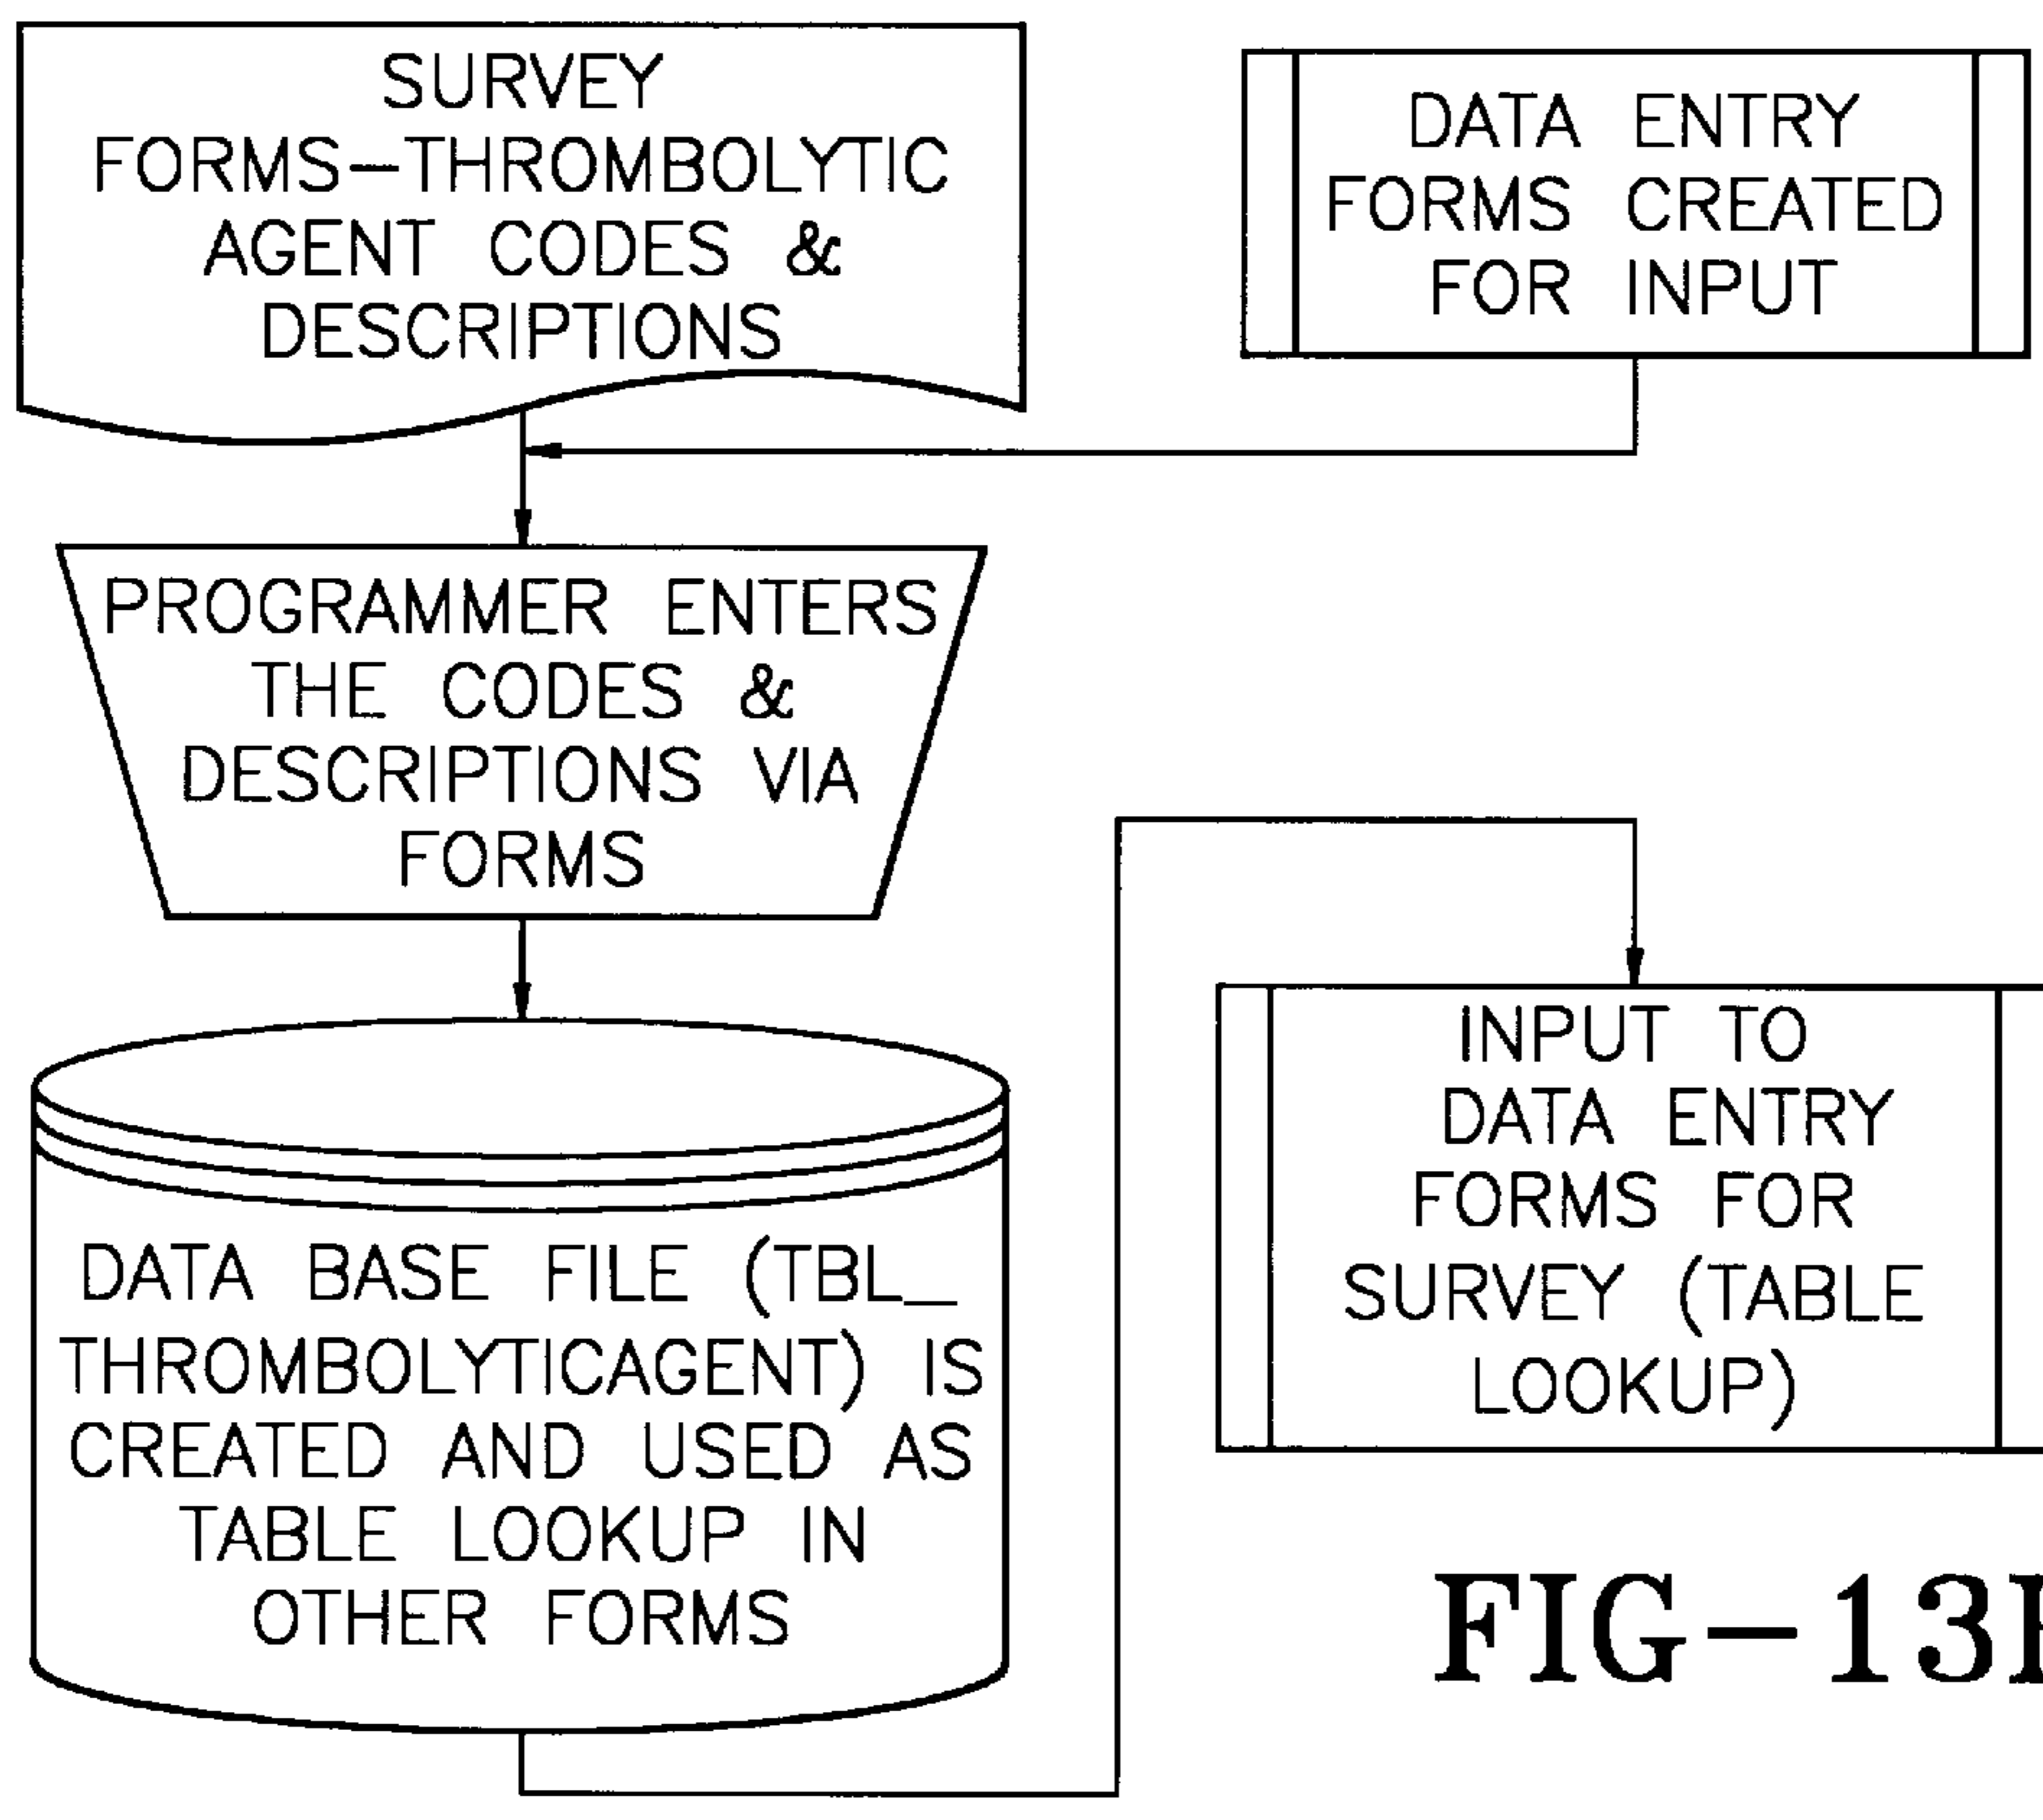 SURVEY
FORMS-THROMBOLYTIC
AGENT CODES &
DESCRIPTIONS
DATA ENTRY
FORMS CREATED
FOR INPUT
PROGRAMMER ENTERS
THE CODES &
DESCRIPTIONS VIA
FORMS
DATA BASE FILE (TBL_
THROMBOLYTICAGENT) IS
CREATED AND USED AS
TABLE LOOKUP IN
OTHER FORMS
INPUT TO
DATA ENTRY
FORMS FOR
SURVEY (TABLE
LOOKUP)